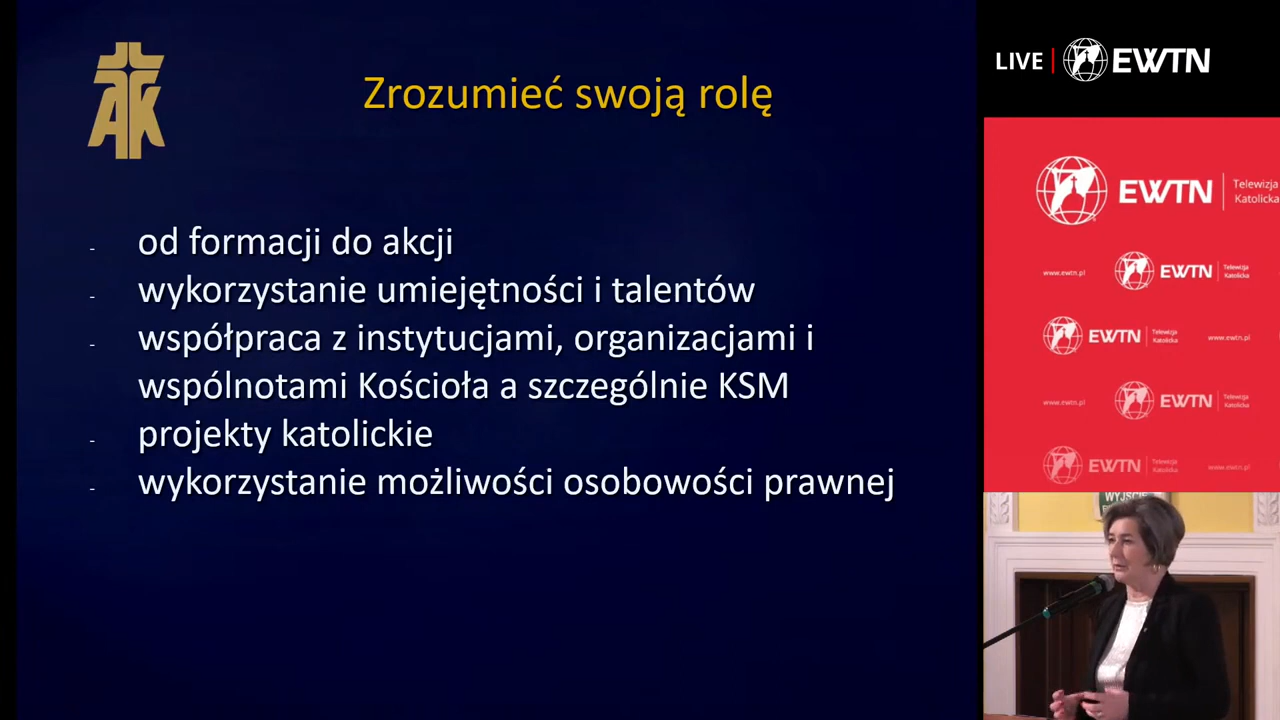 AK
Zrozumieć swoją rolę
- od formacji do akcji
- wykorzystanie umiejętności i talentów
- współpraca z instytucjami, organizacjami i
wspólnotami Kościoła a szczególnie KSM
- projekty katolickie
- wykorzystanie możliwości osobowości prawnej
LIVE EWTN
EWTN Telewizja
Katolicka
www.ewtn.pl EWTN Telewizja
Katolicka
EWTN Telewizja
Katolicka www.ewtn.pl
www.ewtn.pl EWTN Telewizja
Katolicka
EWTN Telewizja
Katolicka www.ewtn.pl
WYJŚCIE